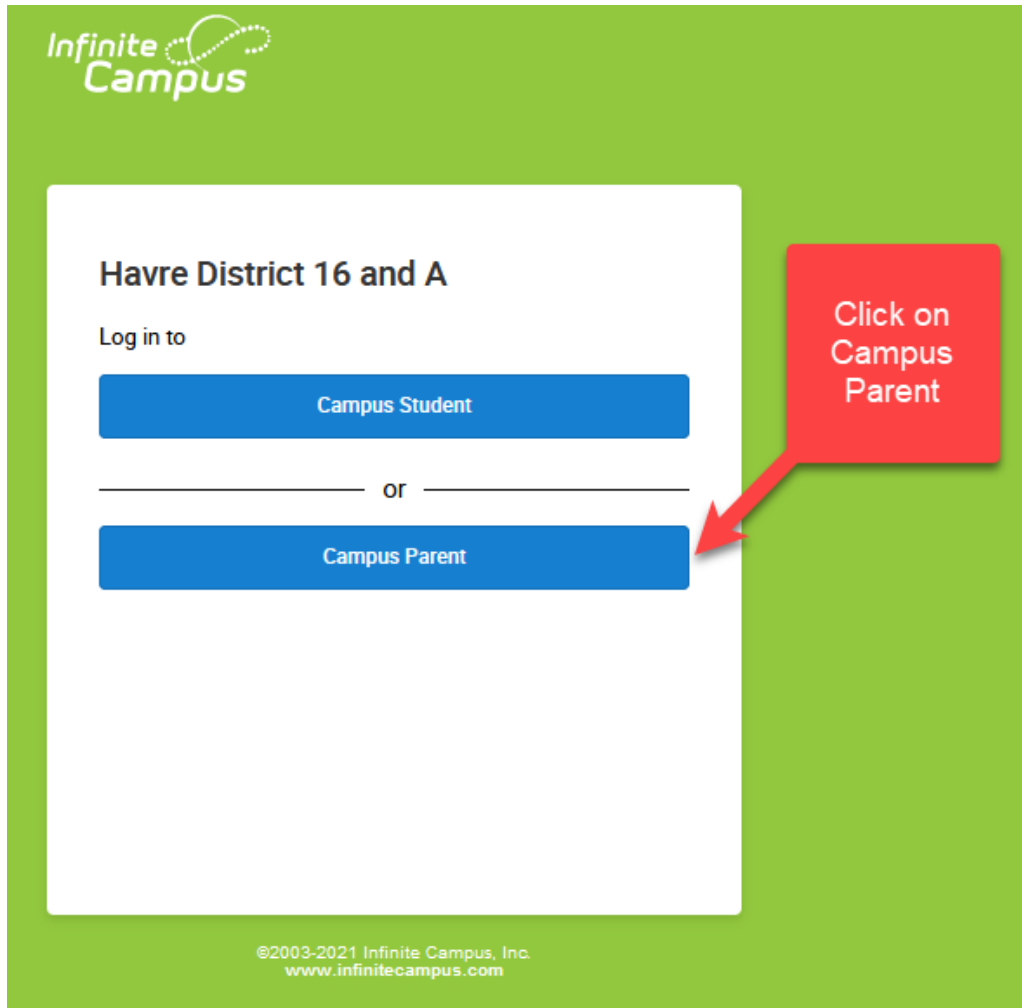 Infinite
Campus
Havre District 16 and A
Log in to
Campus Student
or
Campus Parent
Click on
Campus
Parent
©2003-2021 Infinite Campus, Inc.
www.infinitecampus.com